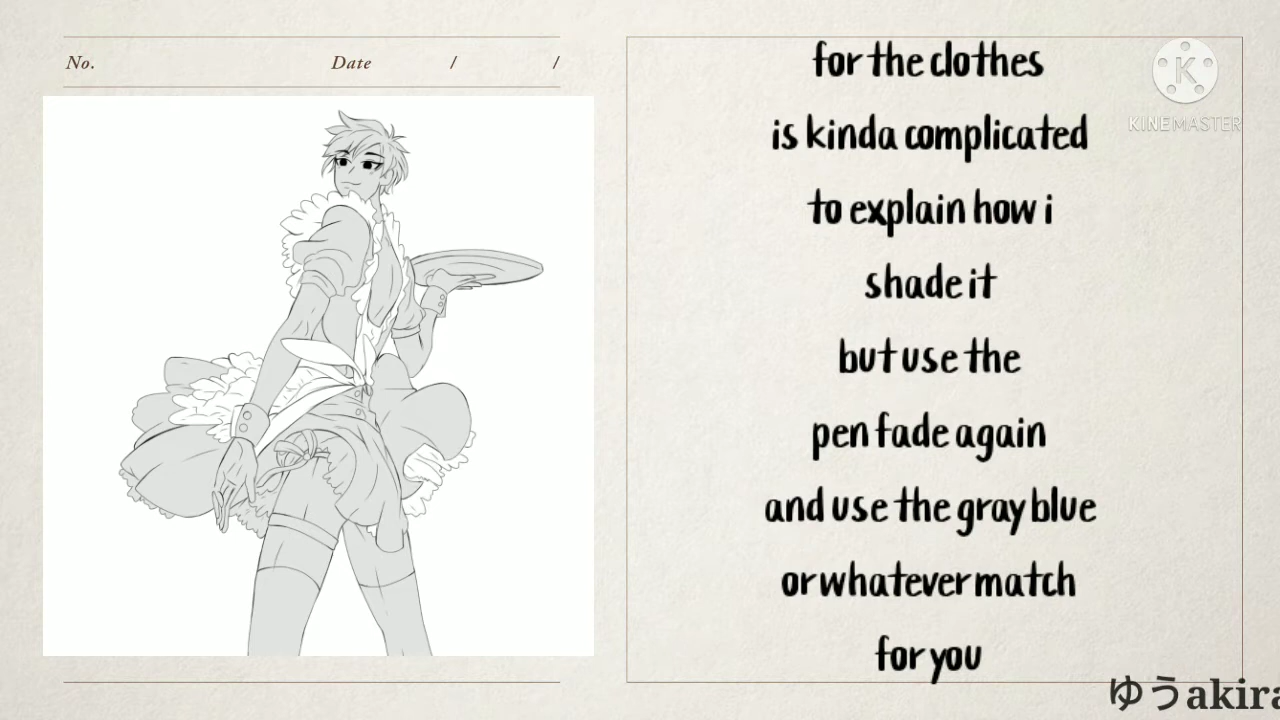 No. Date / /
for the clothes
is kinda complicated
to explain how i
shade it
but use the
pen fade again
and use the gray blue
or whatever match
for you
K
KINEMASTER
ゆうakira